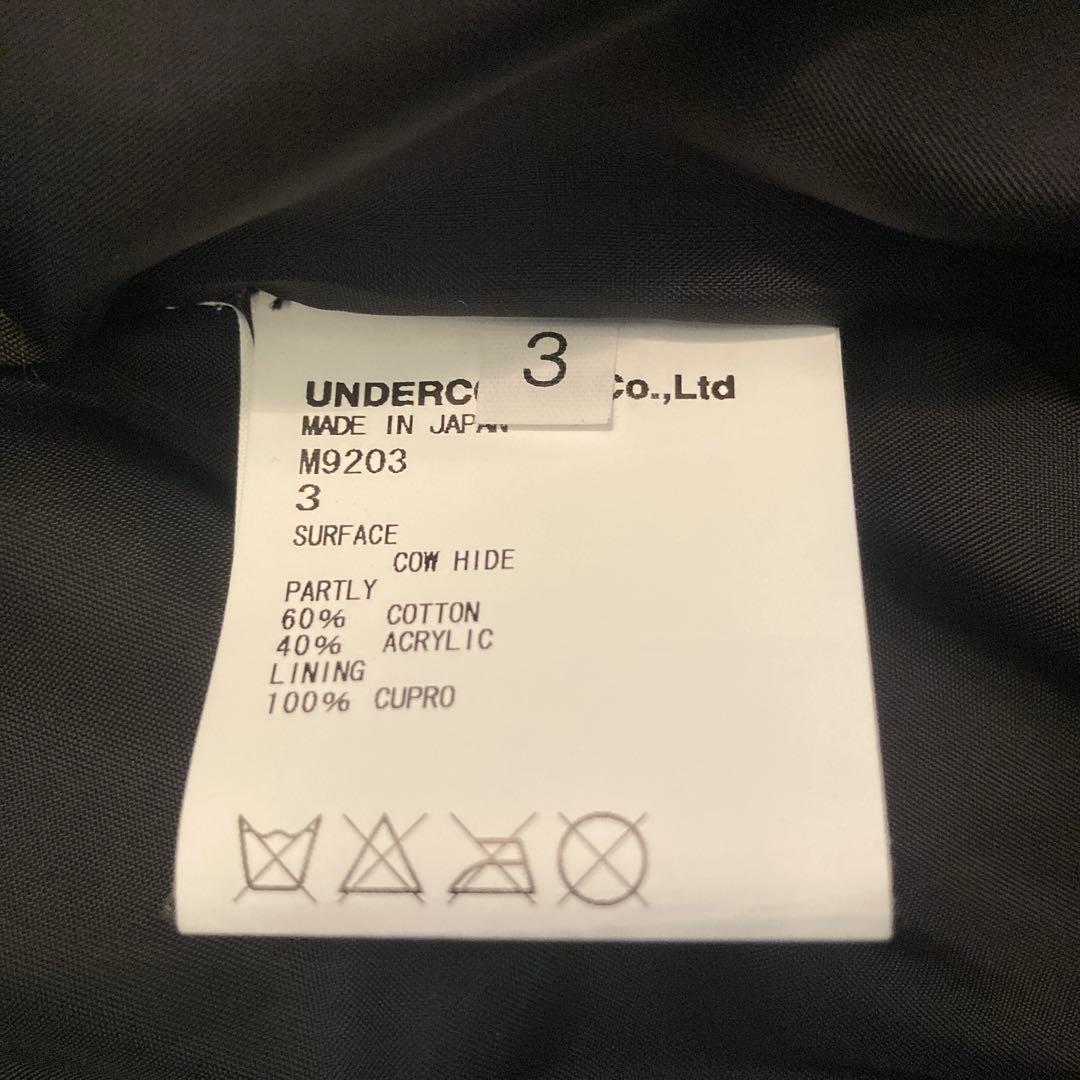 3
Co.,Ltd
MADE IN JAPAN
M9203
3
SURFACE
COW HIDE
PARTLY
60% COTTON
40% ACRYLIC
LINING
100% CUPRO